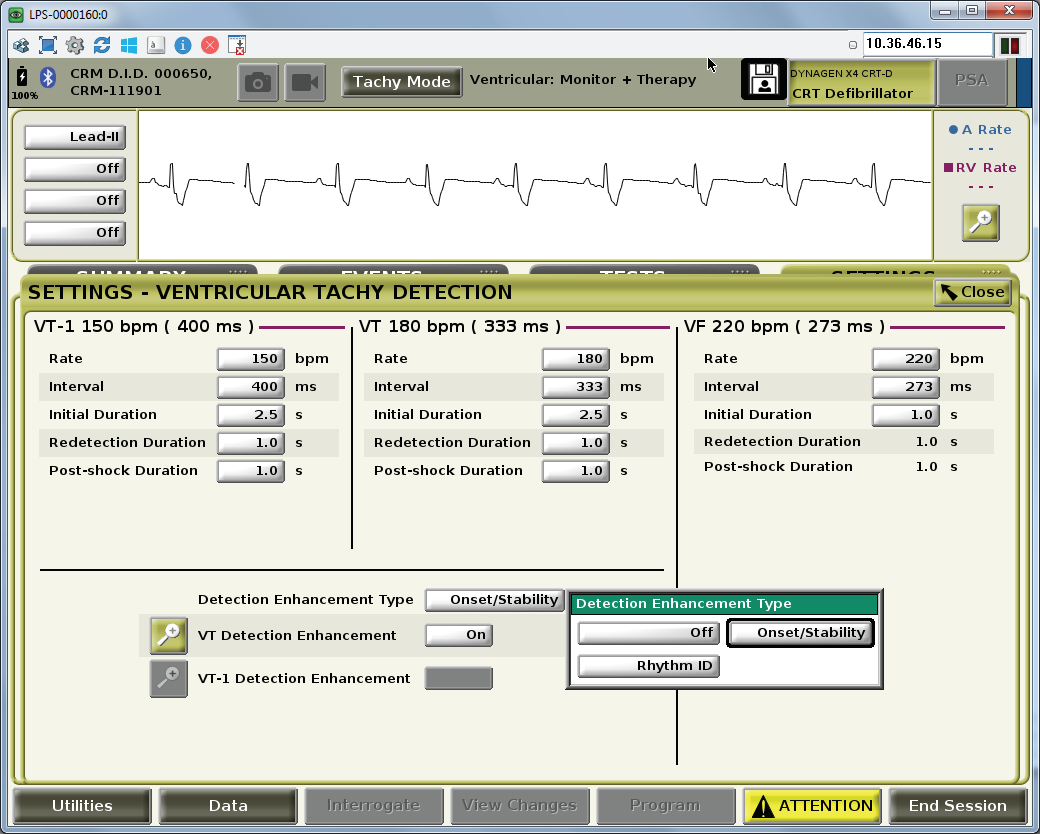 LPS-0000160:0
a
10.36.46.15
100%
CRM D.I.D. 000650,
CRM-111901
Tachy Mode
Ventricular: Monitor + Therapy
DYNAGEN X4 CRT-D
CRT Defibrillator
PSA
Lead-II
Off
Off
Off
A Rate
- - -
RV Rate
- - -
SUMMARY
EVENTS
TESTS
SETTINGS
SETTINGS - VENTRICULAR TACHY DETECTION
Close
VT-1 150 bpm ( 400 ms )
Rate 150 bpm
Interval 400 ms
Initial Duration 2.5 s
Redetection Duration 1.0 s
Post-shock Duration 1.0 s
VT 180 bpm ( 333 ms )
Rate 180 bpm
Interval 333 ms
Initial Duration 2.5 s
Redetection Duration 1.0 s
Post-shock Duration 1.0 s
VF 220 bpm ( 273 ms )
Rate 220 bpm
Interval 273 ms
Initial Duration 1.0 s
Redetection Duration 1.0 s
Post-shock Duration 1.0 s
Detection Enhancement Type Onset/Stability
VT Detection Enhancement On
VT-1 Detection Enhancement
Detection Enhancement Type
Off Onset/Stability
Rhythm ID
Utilities
Data
Interrogate
View Changes
Program
ATTENTION
End Session